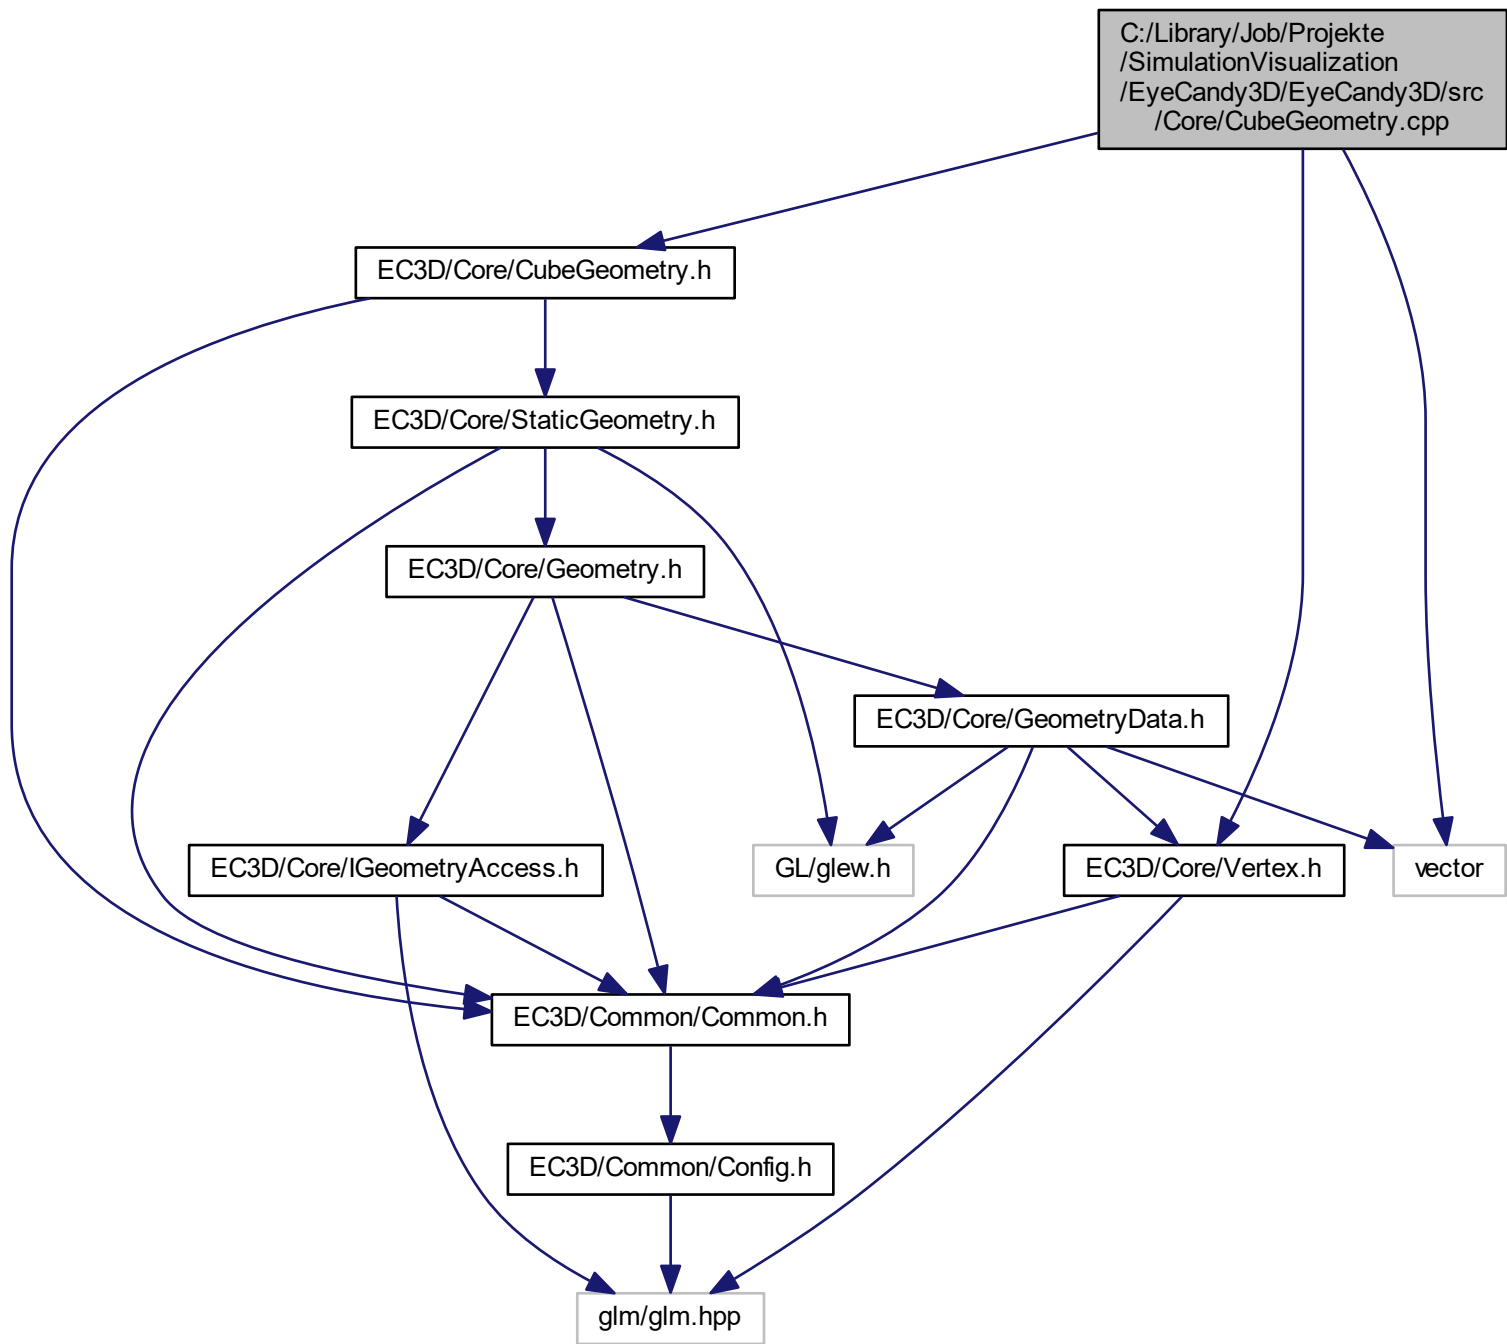 C:/Library/Job/Projekte
/SimulationVisualization
/EyeCandy3D/EyeCandy3D/src
/Core/CubeGeometry.cpp
EC3D/Core/CubeGeometry.h
EC3D/Core/StaticGeometry.h
EC3D/Core/Geometry.h
EC3D/Core/GeometryData.h
EC3D/Core/IGeometryAccess.h
GL/glew.h
EC3D/Core/Vertex.h
vector
EC3D/Common/Common.h
EC3D/Common/Config.h
glm/glm.hpp